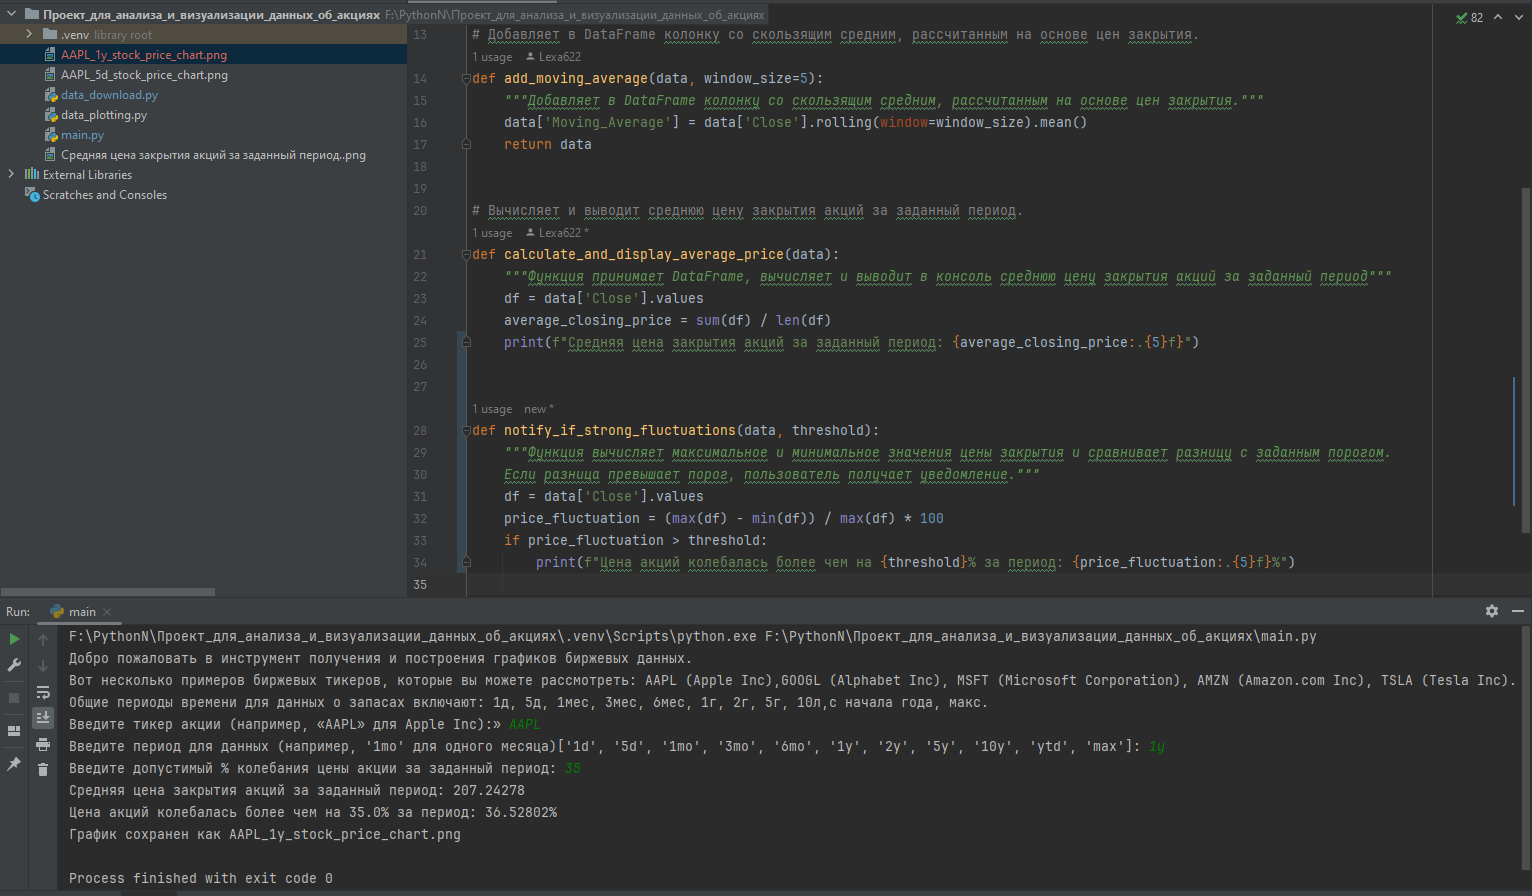 Проект_для_анализа_и_визуализации_данных_об_акциях F:\PythonN\Проект_для_анализа_и_визуализации_данных_об_акциях
.venv library root
AAPL_1y_stock_price_chart.png
AAPL_5d_stock_price_chart.png
data_download.py
data_plotting.py
main.py
Средняя цена закрытия акций за заданный период..png
External Libraries
Scratches and Consoles
82
13 # Добавляет в DataFrame колонку со скользящим средним, рассчитанным на основе цен закрытия.
1 usage Lexa622
14 def add_moving_average(data, window_size=5):
15 """Добавляет в DataFrame колонку со скользящим средним, рассчитанным на основе цен закрытия."""
16 data['Moving_Average'] = data['Close'].rolling(window=window_size).mean()
17 return data
18
19
20 # Вычисляет и выводит среднюю цену закрытия акций за заданный период.
1 usage Lexa622 *
21 def calculate_and_display_average_price(data):
22 """Функция принимает DataFrame, вычисляет и выводит в консоль среднюю цену закрытия акций за заданный период"""
23 df = data['Close'].values
24 average_closing_price = sum(df) / len(df)
25 print(f"Средняя цена закрытия акций за заданный период: {average_closing_price:.{5}f}")
26
27
1 usage new *
28 def notify_if_strong_fluctuations(data, threshold):
29 """Функция вычисляет максимальное и минимальное значения цены закрытия и сравнивает разницу с заданным порогом.
30 Если разница превышает порог, пользователь получает уведомление."""
31 df = data['Close'].values
32 price_fluctuation = (max(df) - min(df)) / max(df) * 100
33 if price_fluctuation > threshold:
34 print(f"Цена акций колебалась более чем на {threshold}% за период: {price_fluctuation:.{5}f}%")
35
Run: main
F:\PythonN\Проект_для_анализа_и_визуализации_данных_об_акциях\.venv\Scripts\python.exe F:\PythonN\Проект_для_анализа_и_визуализации_данных_об_акциях\main.py
Добро пожаловать в инструмент получения и построения графиков биржевых данных.
Вот несколько примеров биржевых тикеров, которые вы можете рассмотреть: AAPL (Apple Inc),GOOGL (Alphabet Inc), MSFT (Microsoft Corporation), AMZN (Amazon.com Inc), TSLA (Tesla Inc).
Общие периоды времени для данных о запасах включают: 1д, 5д, 1мес, 3мес, 6мес, 1г, 2г, 5г, 10л,с начала года, макс.
Введите тикер акции (например, «AAPL» для Apple Inc):» AAPL
Введите период для данных (например, '1mo' для одного месяца)['1d', '5d', '1mo', '3mo', '6mo', '1y', '2y', '5y', '10y', 'ytd', 'max']: 1y
Введите допустимый % колебания цены акции за заданный период: 35
Средняя цена закрытия акций за заданный период: 207.24278
Цена акций колебалась более чем на 35.0% за период: 36.52802%
График сохранен как AAPL_1y_stock_price_chart.png
Process finished with exit code 0